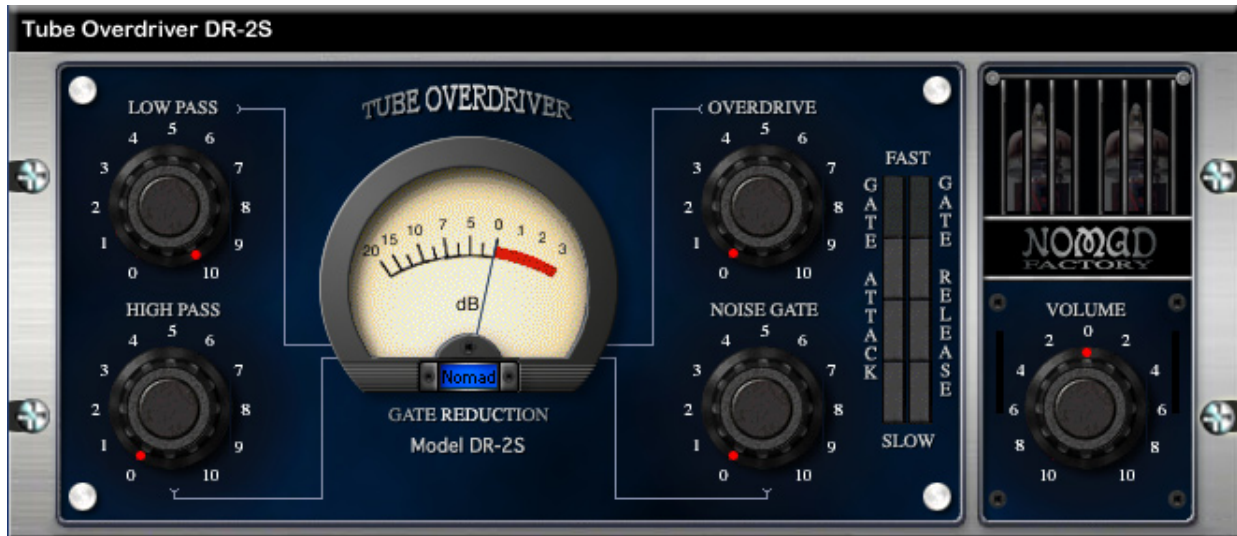 Tube Overdriver DR-2S
TUBE OVERDRIVER
LOW PASS
0 1 2 3 4 5 6 7 8 9 10
HIGH PASS
0 1 2 3 4 5 6 7 8 9 10
20 15 10 7 5 0 1 2 3
dB
Nomad
GATE REDUCTION
Model DR-2S
OVERDRIVE
0 1 2 3 4 5 6 7 8 9 10
NOISE GATE
0 1 2 3 4 5 6 7 8 9 10
FAST
GATE ATTACK
GATE RELEASE
SLOW
NOMAD
FACTORY
VOLUME
10 8 6 4 2 0 2 4 6 8 10